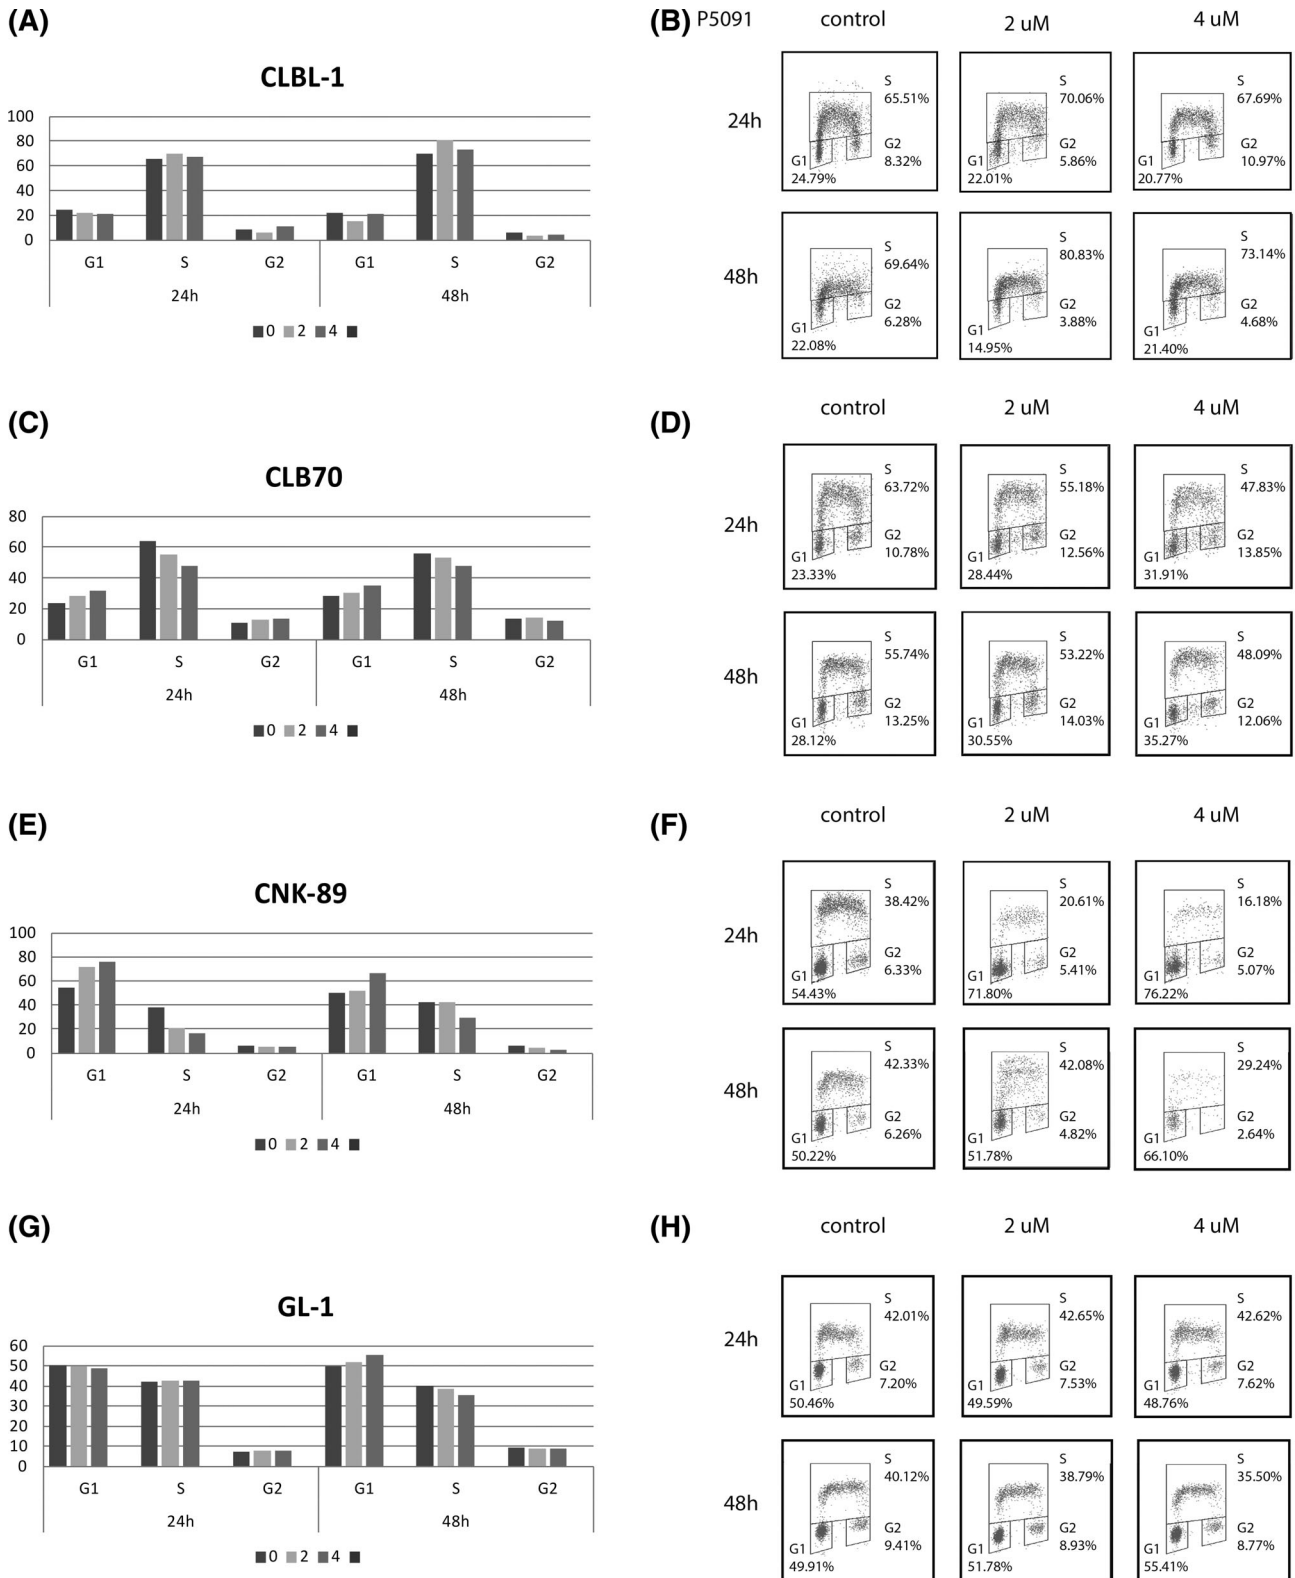 (A)
CLBL-1
100
80
60
40
20
0
G1 S G2 G1 S G2
24h 48h
0 2 4
(B) P5091 control 2 uM 4 uM
24h
S
65.51%
G2
8.32%
G1
24.79%
S
70.06%
G2
5.86%
G1
22.01%
S
67.69%
G2
10.97%
G1
20.77%
48h
S
69.64%
G2
6.28%
G1
22.08%
S
80.83%
G2
3.88%
G1
14.95%
S
73.14%
G2
4.68%
G1
21.40%
(C)
CLB70
80
60
40
20
0
G1 S G2 G1 S G2
24h 48h
0 2 4
(D) control 2 uM 4 uM
24h
S
63.72%
G2
10.78%
G1
23.33%
S
55.18%
G2
12.56%
G1
28.44%
S
47.83%
G2
13.85%
G1
31.91%
48h
S
55.74%
G2
13.25%
G1
28.12%
S
53.22%
G2
14.03%
G1
30.55%
S
48.09%
G2
12.06%
G1
35.27%
(E)
CNK-89
100
80
60
40
20
0
G1 S G2 G1 S G2
24h 48h
0 2 4
(F) control 2 uM 4 uM
24h
S
38.42%
G2
6.33%
G1
54.43%
S
20.61%
G2
5.41%
G1
71.80%
S
16.18%
G2
5.07%
G1
76.22%
48h
S
42.33%
G2
6.26%
G1
50.22%
S
42.08%
G2
4.82%
G1
51.78%
S
29.24%
G2
2.64%
G1
66.10%
(G)
GL-1
60
50
40
30
20
10
0
G1 S G2 G1 S G2
24h 48h
0 2 4
(H) control 2 uM 4 uM
24h
S
42.01%
G2
7.20%
G1
50.46%
S
42.65%
G2
7.53%
G1
49.59%
S
42.62%
G2
7.62%
G1
48.76%
48h
S
40.12%
G2
9.41%
G1
49.91%
S
38.79%
G2
8.93%
G1
51.78%
S
35.50%
G2
8.77%
G1
55.41%